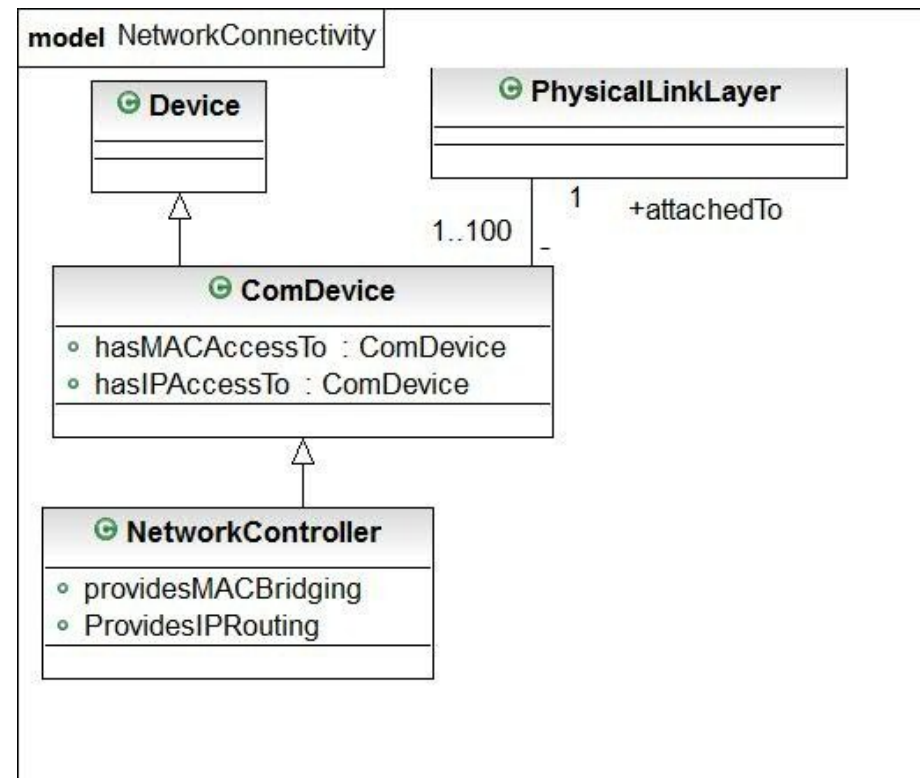 model NetworkConnectivity
Device
PhysicalLinkLayer
1
+attachedTo
1..100
-
ComDevice
hasMACAccessTo : ComDevice
hasIPAccessTo : ComDevice
NetworkController
providesMACBridging
ProvidesIPRouting